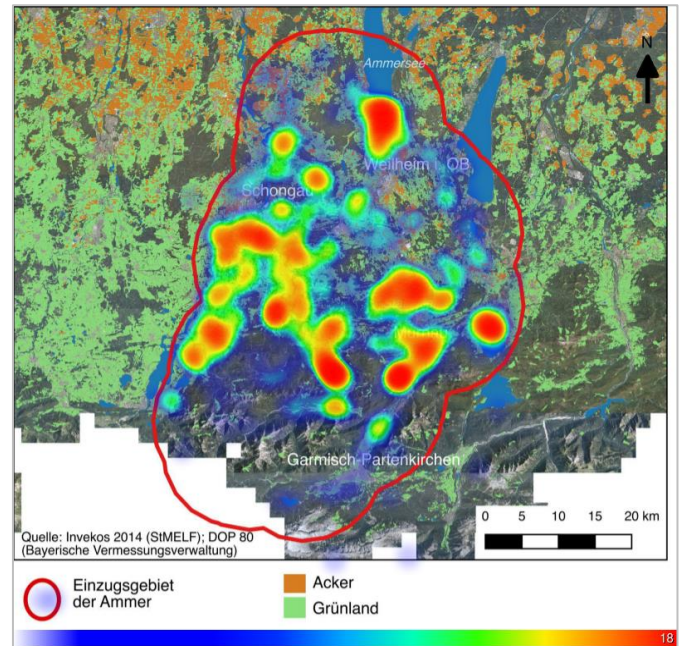 N
Ammersee
Weilheim i. OB
Schongau
Garmisch-Partenkirchen
0 5 10 15 20 km
Quelle: Invekos 2014 (StMELF); DOP 80
(Bayerische Vermessungsverwaltung)
Einzugsgebiet
der Ammer
Acker
Grünland
18